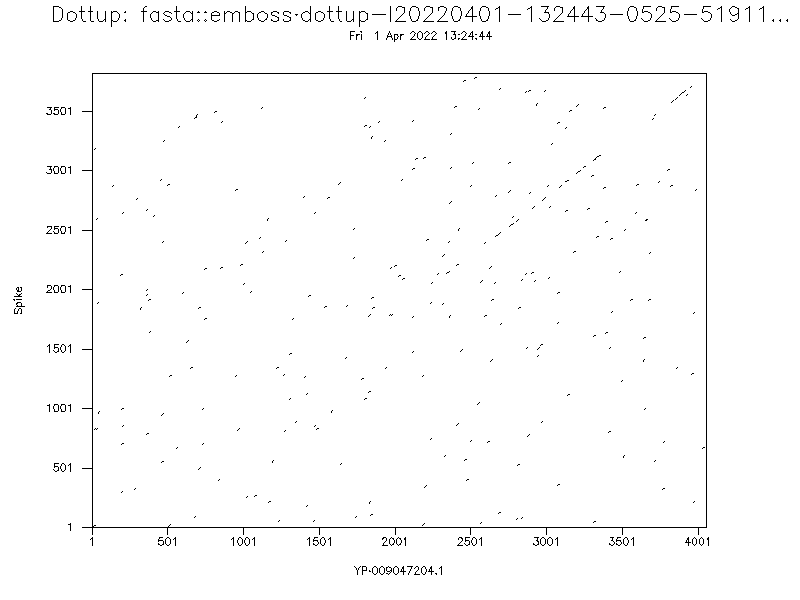 Dottup: fasta::emboss-dottup-I20220401-132443-0525-51911...
Fri 1 Apr 2022 13:24:44
3501
3001
2501
2001
1501
1001
501
1
Spike
1 501 1001 1501 2001 2501 3001 3501 4001
YP-009047204.1